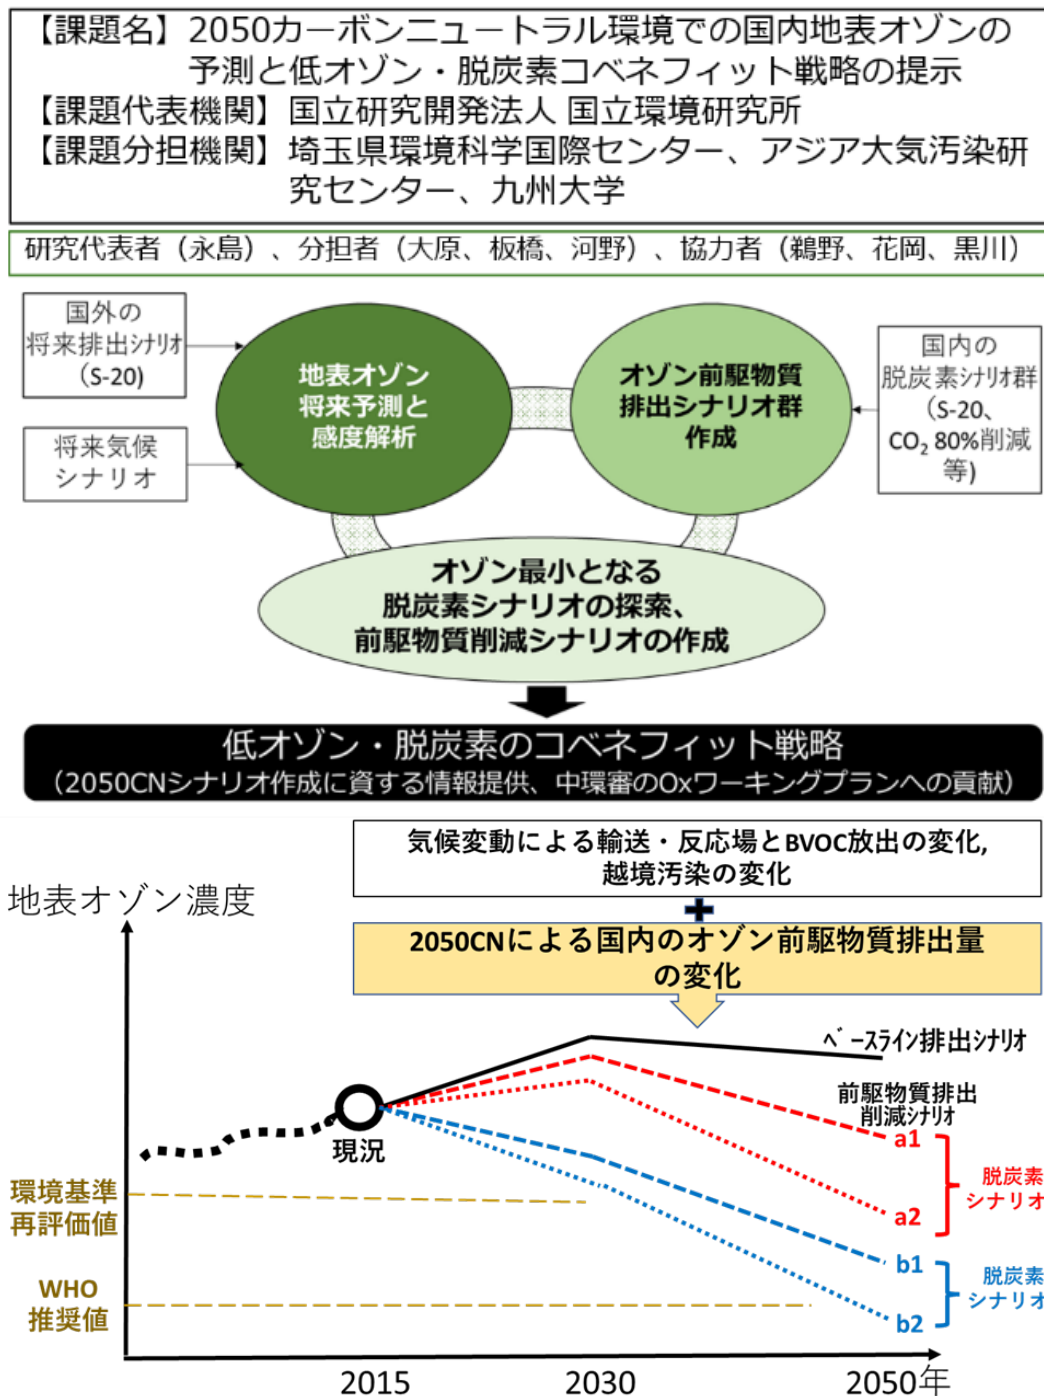 【課題名】2050カーボンニュートラル環境での国内地表オゾンの
予測と低オゾン・脱炭素コベネフィット戦略の提示
【課題代表機関】国立研究開発法人 国立環境研究所
【課題分担機関】埼玉県環境科学国際センター、アジア大気汚染研
究センター、九州大学
研究代表者（永島）、分担者（大原、板橋、河野）、協力者（鵜野、花岡、黒川）
国外の
将来排出ｼﾅﾘｵ
（S-20)
将来気候
シナリオ
地表オゾン
将来予測と
感度解析
オゾン前駆物質
排出シナリオ群
作成
国内の
脱炭素ｼﾅﾘｵ群
（S-20、
CO₂ 80%削減
等)
オゾン最小となる
脱炭素シナリオの探索、
前駆物質削減シナリオの作成
低オゾン・脱炭素のコベネフィット戦略
（2050CNシナリオ作成に資する情報提供、中環審のOxワーキングプランへの貢献）
気候変動による輸送・反応場とBVOC放出の変化,
越境汚染の変化
+
2050CNによる国内のオゾン前駆物質排出量
の変化
地表オゾン濃度
ﾍﾞｰｽﾗｲﾝ排出ｼﾅﾘｵ
前駆物質排出
削減ｼﾅﾘｵ
現況
a1
a2
脱炭素
シナリオ
b1
b2
脱炭素
シナリオ
環境基準
再評価値
WHO
推奨値
2015
2030
2050年